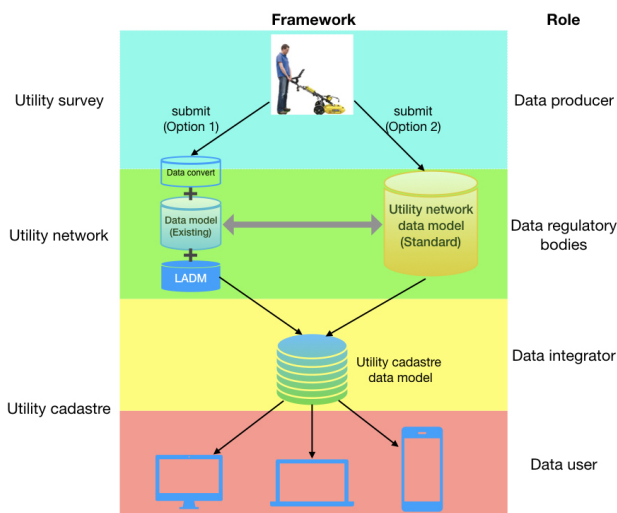 Framework
Role
Utility survey
submit
(Option 1)
submit
(Option 2)
Data producer
Data convert
+
Data model
(Existing)
+
LADM
Utility network
data model
(Standard)
Utility network
Data regulatory
bodies
Utility cadastre
data model
Data integrator
Utility cadastre
Data user